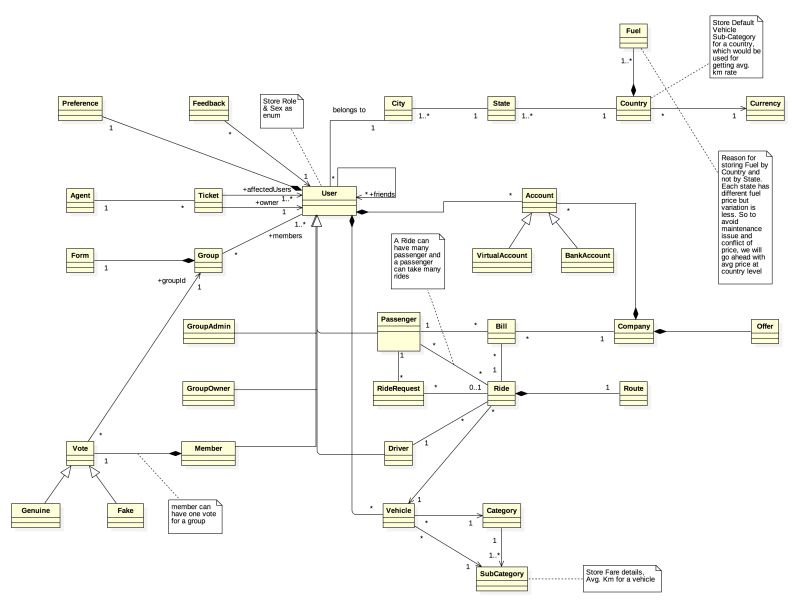 Fuel
Store Default
Vehicle
Sub-Category
for a country,
which would be
used for
getting avg.
km rate
1..*
Preference
1
Feedback
*
Store Role
& Sex as
enum
belongs to
City
1
1..*
1
State
1..*
1
Country
*
1
Currency
Reason for
storing Fuel by
Country and
not by State.
Each state has
different fuel
price but
variation is
less. So to
avoid
maintenance
issue and
conflict of
price, we will
go ahead with
avg price at
country level
1
*
User
* +friends
Agent
1
*
Ticket
+affectedUsers
1..*
+owner
1
1..*
+members
*
Account
*
VirtualAccount
BankAccount
Form
1
Group
*
+groupId
1
A Ride can
have many
passenger and
a passenger
can take many
rides
GroupAdmin
Passenger
1
*
Bill
*
1
Company
Offer
1
*
*
*
*
1
GroupOwner
RideRequest
*
0..1
Ride
1
Route
*
*
Vote
*
1
Member
Driver
1
Genuine
Fake
member can
have one vote
for a group
*
Vehicle
1
*
1
Category
*
1
1..*
1
SubCategory
Store Fare details,
Avg. Km for a vehicle